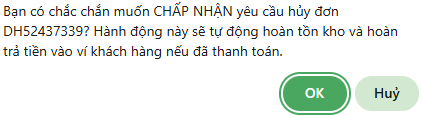 Bạn có chắc chắn muốn CHẤP NHẬN yêu cầu hủy đơn
DH52437339? Hành động này sẽ tự động hoàn tồn kho và hoàn
trả tiền vào ví khách hàng nếu đã thanh toán.
OK Huỷ